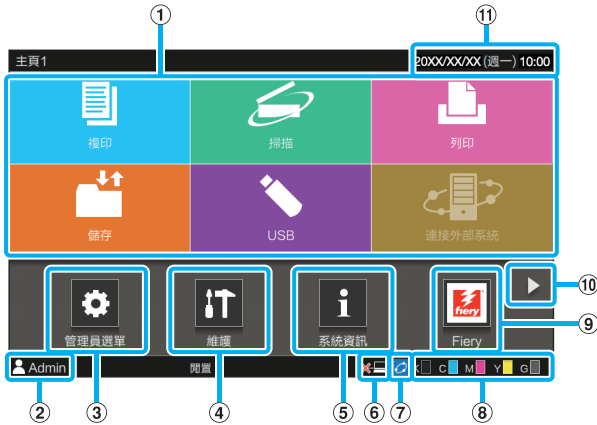 ① ⑪
主頁1 20XX/XX/XX (週一) 10:00
複印 掃描 列印
儲存 USB 連接外部系統
⑩
fiery
⑨
管理員選單 維護 系統資訊 Fiery
Admin 閒置 K C M Y G
② ③ ④ ⑤ ⑥ ⑦ ⑧